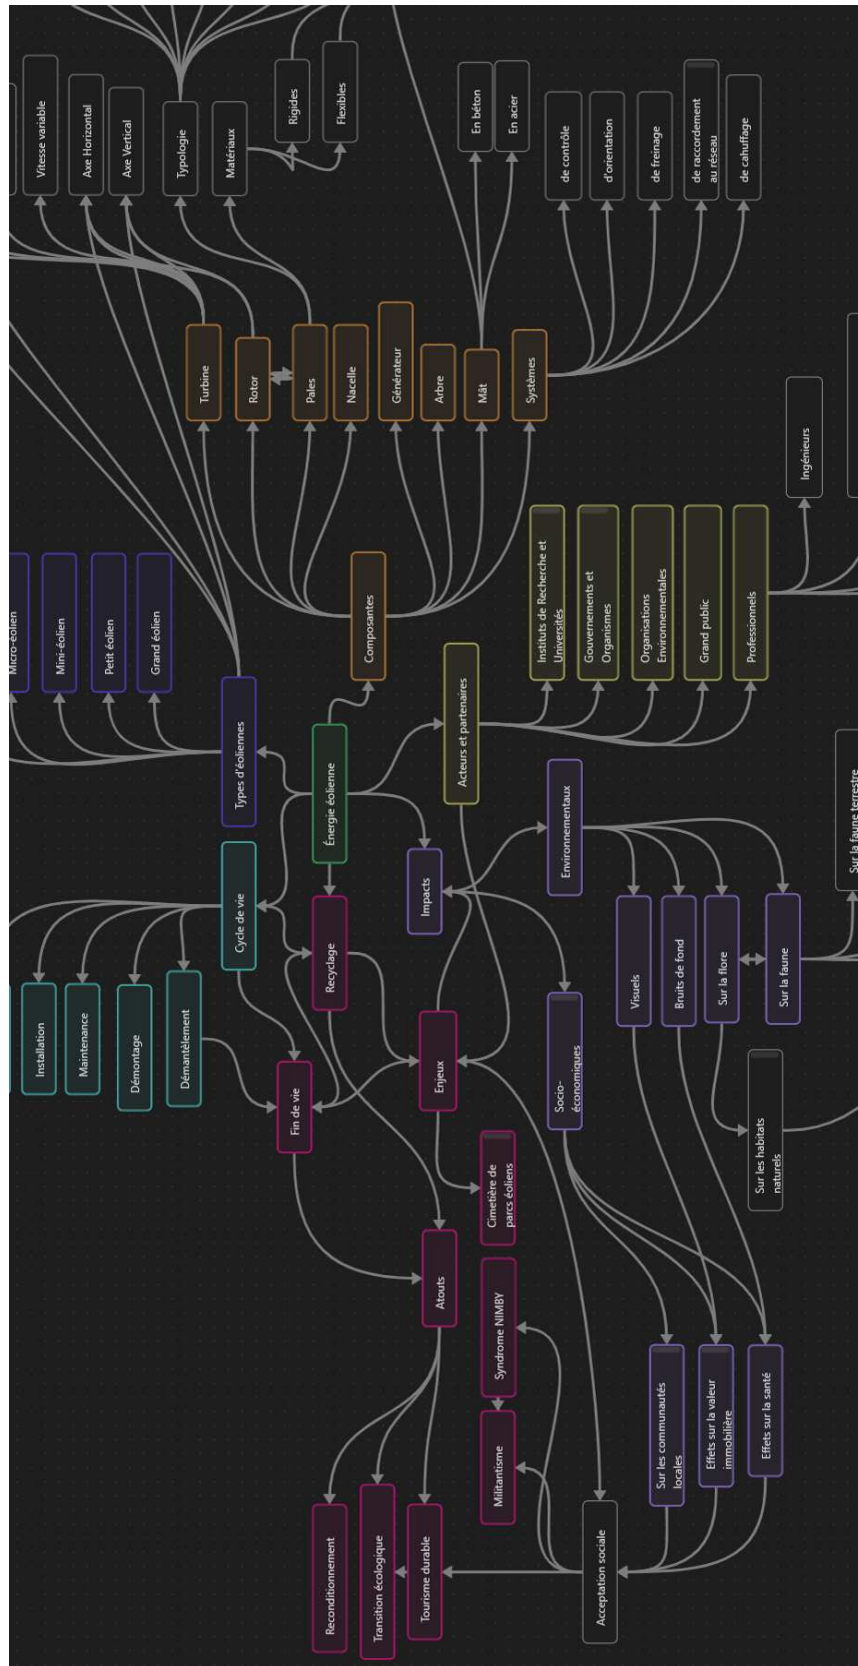 Vitesse variable
Axe Horizontal
Axe Vertical
Typologie
Matériaux
Rigides
Flexibles
En béton
En acier
de contrôle
d'orientation
de freinage
de raccordement
au réseau
de cahuffage
Turbine
Rotor
Pales
Nacelle
Générateur
Arbre
Mât
Systèmes
Ingénieurs
Micro-éolien
Mini-éolien
Petit éolien
Grand éolien
Composantes
Instituts de Recherche et
Universités
Gouvernements et
Organismes
Organisations
Environnementales
Grand public
Professionnels
Types d'éoliennes
Énergie éolienne
Acteurs et partenaires
Cycle de vie
Recyclage
Impacts
Environnementaux
Sur la faune terrestre
Installation
Maintenance
Démontage
Démantèlement
Fin de vie
Enjeux
Socio-
économiques
Visuels
Bruits de fond
Sur la flore
Sur la faune
Sur les habitats
naturels
Cimetière de
parcs éoliens
Atouts
Syndrome NIMBY
Militantisme
Sur les communautés
locales
Effets sur la valeur
immobilière
Effets sur la santé
Reconditionnement
Transition écologique
Tourisme durable
Acceptation sociale